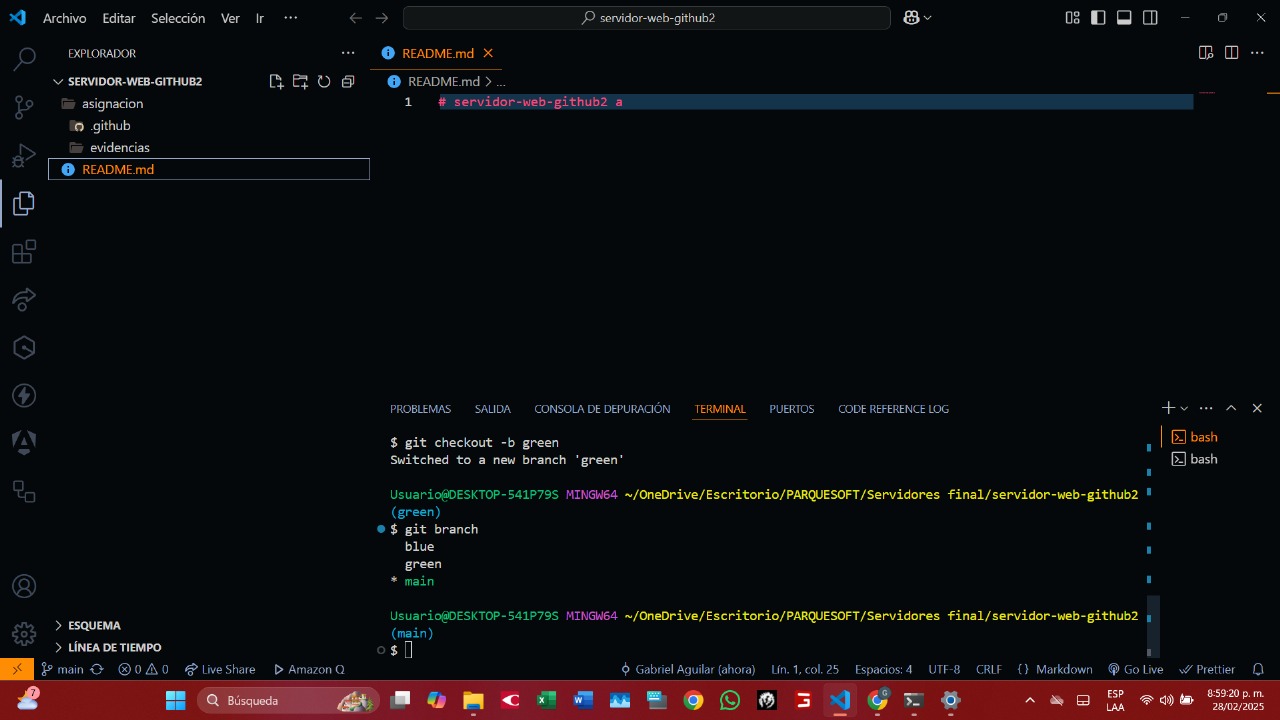 Archivo Editar Selección Ver Ir ···
servidor-web-github2
EXPLORADOR
SERVIDOR-WEB-GITHUB2
asignacion
.github
evidencias
README.md
README.md
README.md > ...
1 # servidor-web-github2 a
PROBLEMAS SALIDA CONSOLA DE DEPURACIÓN TERMINAL PUERTOS CODE REFERENCE LOG
$ git checkout -b green
Switched to a new branch 'green'
Usuario@DESKTOP-541P79S MINGW64 ~/OneDrive/Escritorio/PARQUESOFT/Servidores final/servidor-web-github2
(green)
$ git branch
blue
green
* main
Usuario@DESKTOP-541P79S MINGW64 ~/OneDrive/Escritorio/PARQUESOFT/Servidores final/servidor-web-github2
(main)
$
bash
bash
ESQUEMA
LÍNEA DE TIEMPO
main 0 0 Live Share Amazon Q Gabriel Aguilar (ahora) Lín. 1, col. 25 Espacios: 4 UTF-8 CRLF {} Markdown Go Live Prettier
7
Búsqueda
ESP
LAA
8:59:20 p. m.
28/02/2025